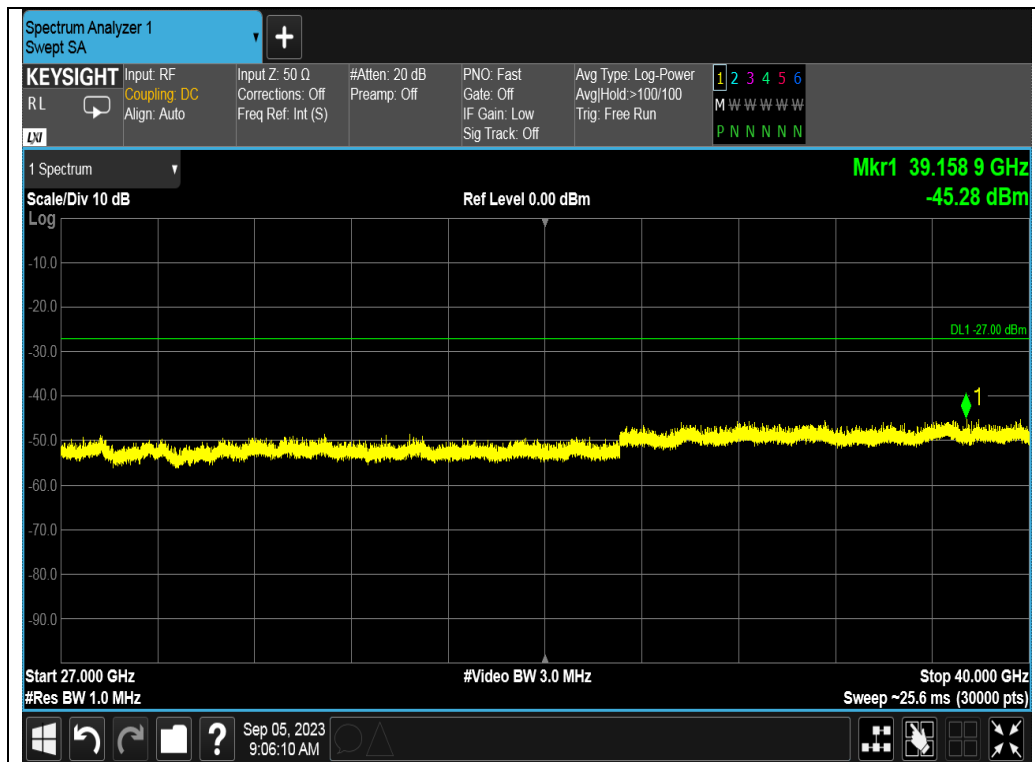 Spectrum Analyzer 1
Swept SA
+
KEYSIGHT
RL
LXI
Input: RF
Coupling: DC
Align: Auto
Input Z: 50 Ω
Corrections: Off
Freq Ref: Int (S)
#Atten: 20 dB
Preamp: Off
PNO: Fast
Gate: Off
IF Gain: Low
Sig Track: Off
Avg Type: Log-Power
Avg|Hold:>100/100
Trig: Free Run
1 2 3 4 5 6
M W W W W W
P N N N N N
1 Spectrum
Mkr1 39.158 9 GHz
-45.28 dBm
Scale/Div 10 dB
Ref Level 0.00 dBm
Log
-10.0
-20.0
DL1 -27.00 dBm
-30.0
-40.0
1
-50.0
-60.0
-70.0
-80.0
-90.0
Start 27.000 GHz
#Video BW 3.0 MHz
Stop 40.000 GHz
#Res BW 1.0 MHz
Sweep ~25.6 ms (30000 pts)
?
Sep 05, 2023
9:06:10 AM